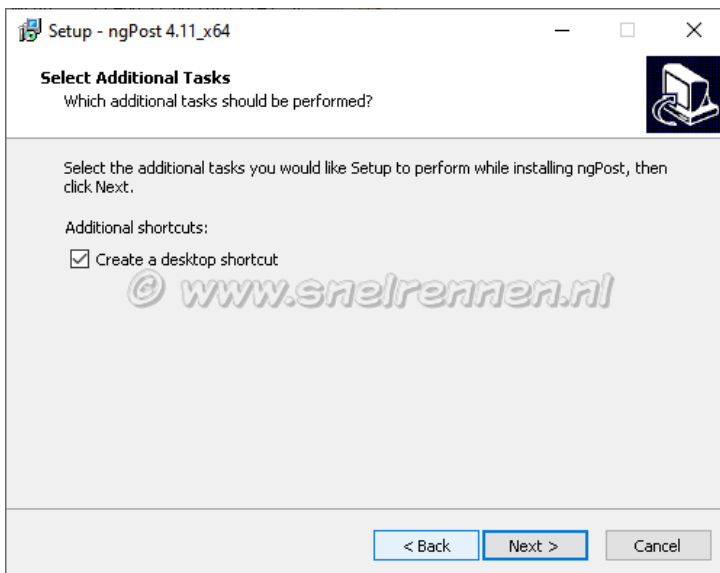 Setup - ngPost 4.11_x64
Select Additional Tasks
Which additional tasks should be performed?
Select the additional tasks you would like Setup to perform while installing ngPost, then
click Next.
Additional shortcuts:
Create a desktop shortcut
© www.snelrennen.nl
< Back
Next >
Cancel